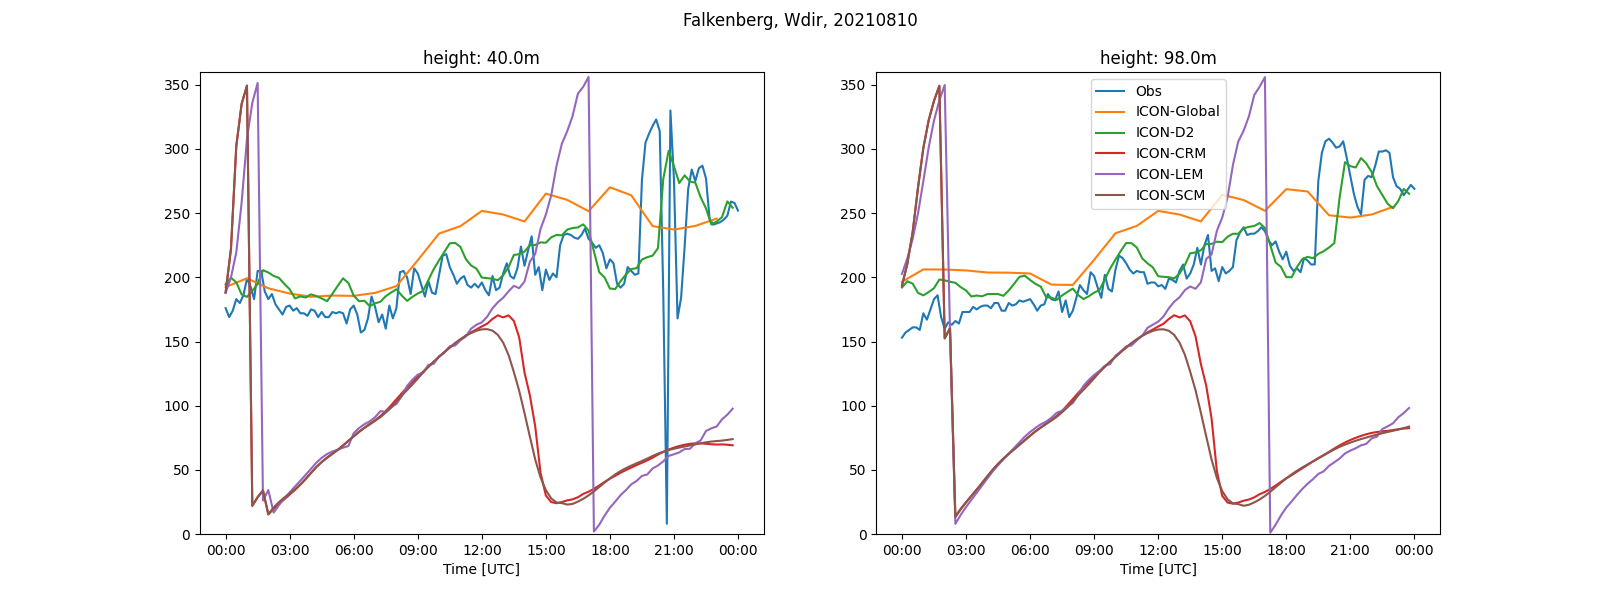 Falkenberg, Wdir, 20210810
height: 40.0m
350
300
250
200
150
100
50
0
00:00 03:00 06:00 09:00 12:00 15:00 18:00 21:00 00:00
Time [UTC]
height: 98.0m
350
300
250
200
150
100
50
0
Obs
ICON-Global
ICON-D2
ICON-CRM
ICON-LEM
ICON-SCM
00:00 03:00 06:00 09:00 12:00 15:00 18:00 21:00 00:00
Time [UTC]